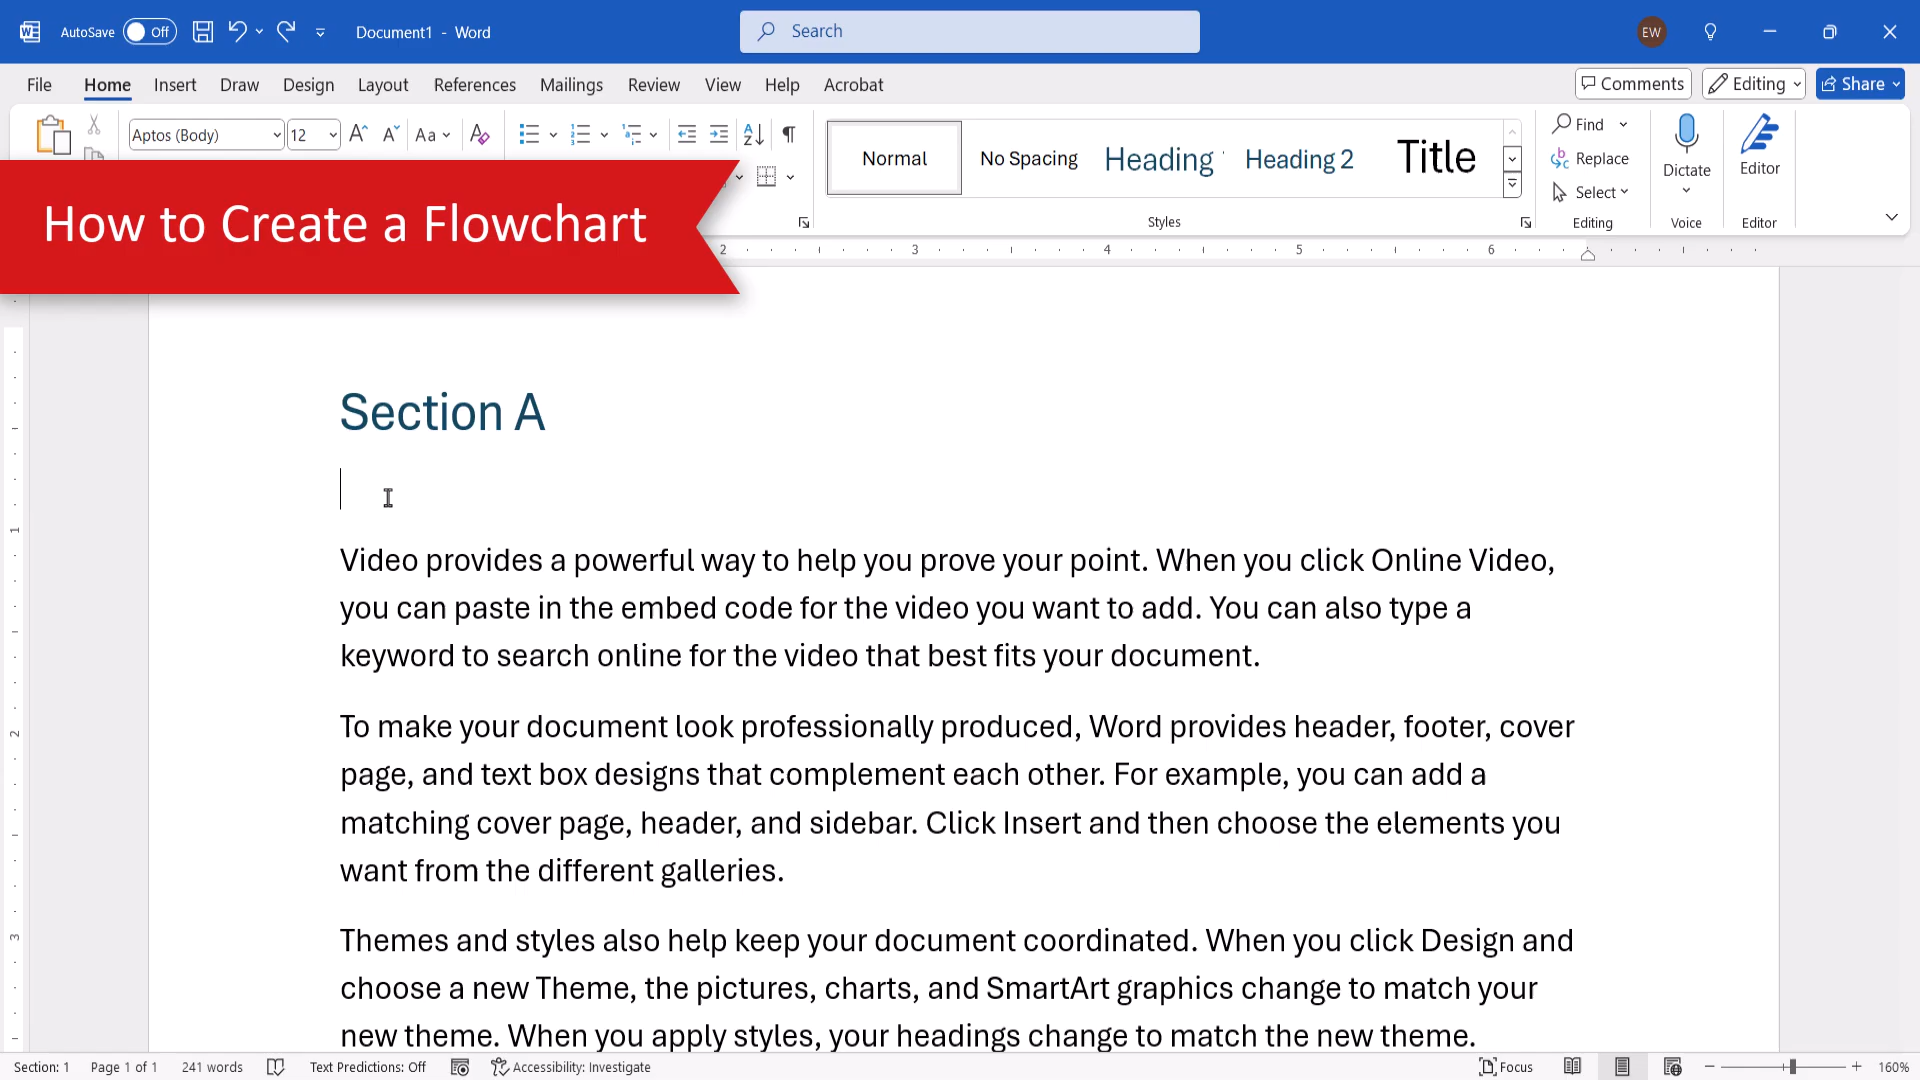 AutoSave Off Document1 - Word Search EW
File Home Insert Draw Design Layout References Mailings Review View Help Acrobat Comments Editing Share
Aptos (Body) 12 Aa
Normal No Spacing Heading Heading 2 Title
Find
Replace
Select
Editing
Dictate
Voice
Editor
Editor
Styles
How to Create a Flowchart
2 3 4 5 6
Section A
Video provides a powerful way to help you prove your point. When you click Online Video,
you can paste in the embed code for the video you want to add. You can also type a
keyword to search online for the video that best fits your document.
To make your document look professionally produced, Word provides header, footer, cover
page, and text box designs that complement each other. For example, you can add a
matching cover page, header, and sidebar. Click Insert and then choose the elements you
want from the different galleries.
Themes and styles also help keep your document coordinated. When you click Design and
choose a new Theme, the pictures, charts, and SmartArt graphics change to match your
new theme. When you apply styles, your headings change to match the new theme.
1
2
3
Section: 1 Page 1 of 1 241 words Text Predictions: Off Accessibility: Investigate Focus 160%